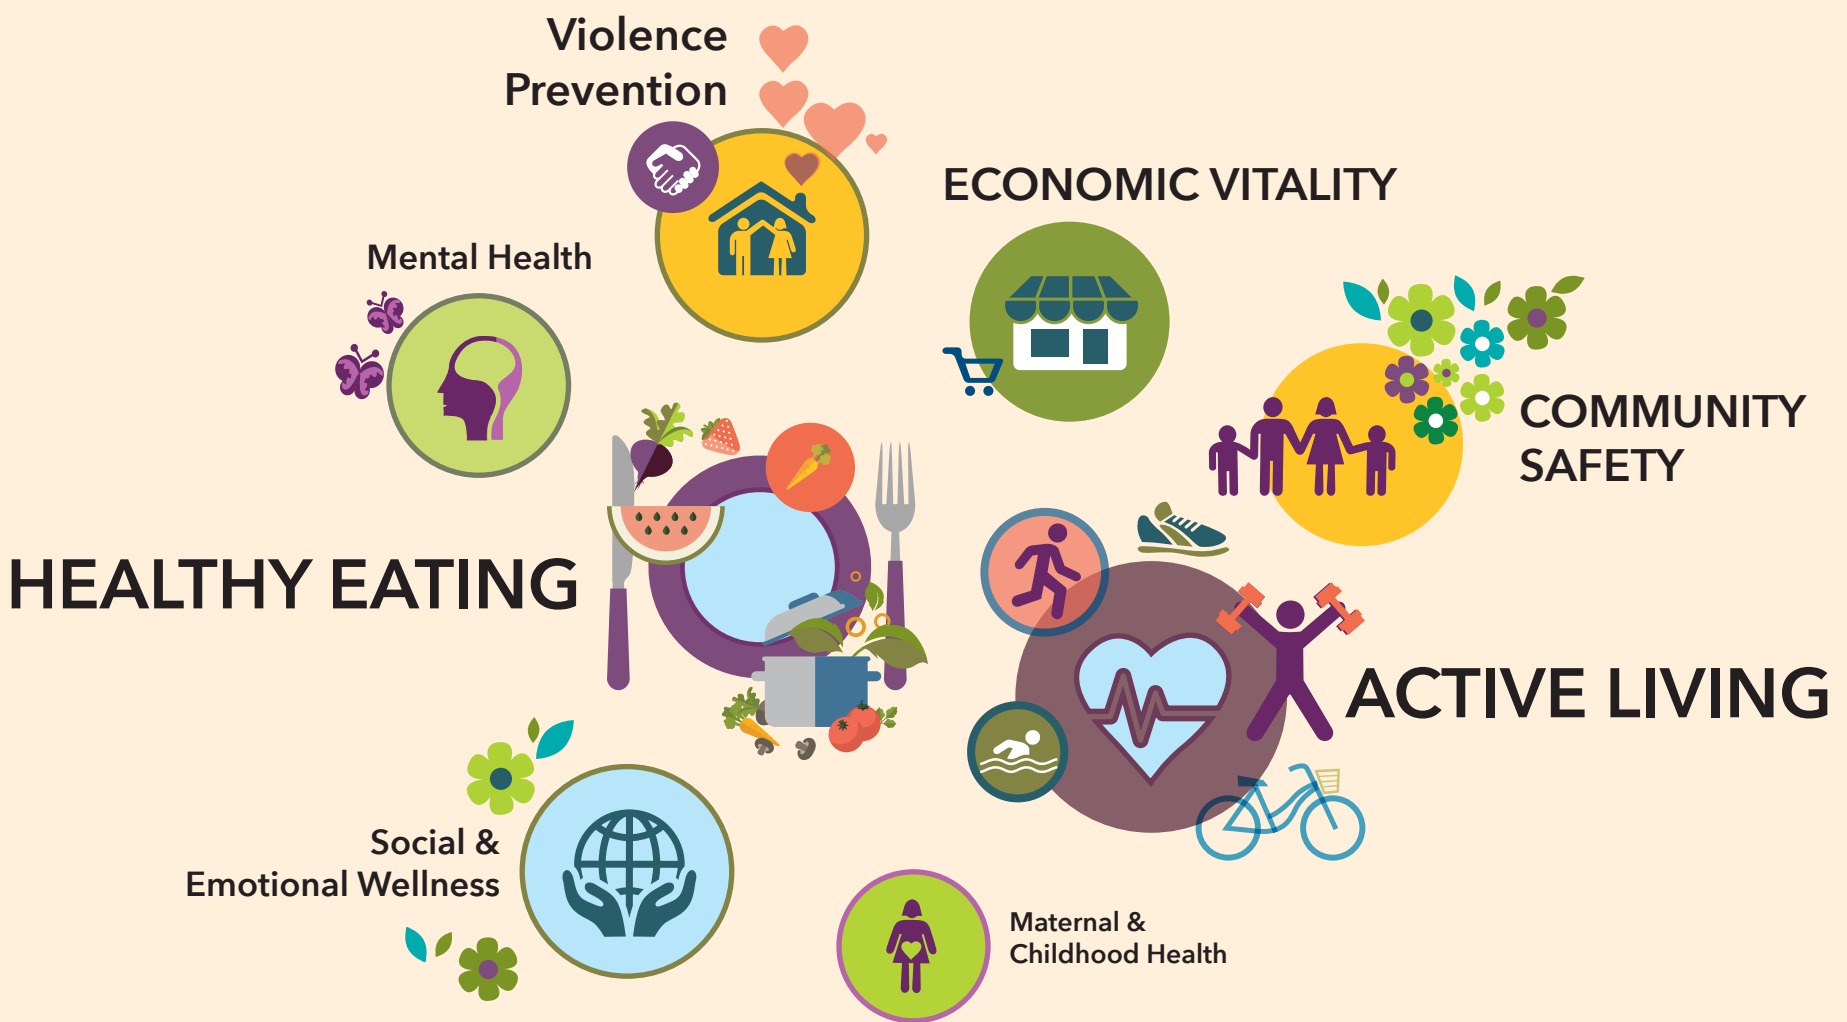 Violence
Prevention
ECONOMIC VITALITY
Mental Health
COMMUNITY
SAFETY
HEALTHY EATING
ACTIVE LIVING
Social &
Emotional Wellness
Maternal &
Childhood Health